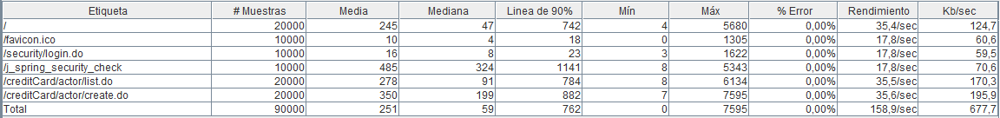 Etiqueta # Muestras Media Mediana Linea de 90% Mín Máx % Error Rendimiento Kb/sec
/ 20000 245 47 742 4 5680 0,00% 35,4/sec 124,7
/favicon.ico 10000 10 4 18 0 1305 0,00% 17,8/sec 60,6
/security/login.do 10000 16 8 23 3 1622 0,00% 17,8/sec 59,5
/j_spring_security_check 10000 485 324 1141 8 5343 0,00% 17,8/sec 70,6
/creditCard/actor/list.do 20000 278 91 784 8 6134 0,00% 35,5/sec 170,3
/creditCard/actor/create.do 20000 350 199 882 7 7595 0,00% 35,6/sec 195,9
Total 90000 251 59 762 0 7595 0,00% 158,9/sec 677,7